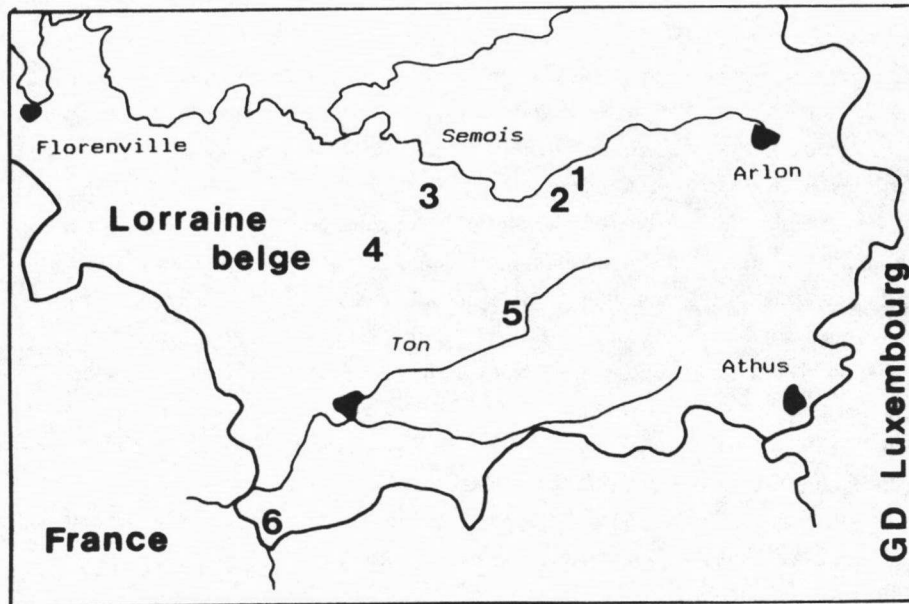 Semois
Florenville
Arlon
1
2
3
Lorraine
belge
4
5
Ton
Athus
GD Luxembourg
6
France